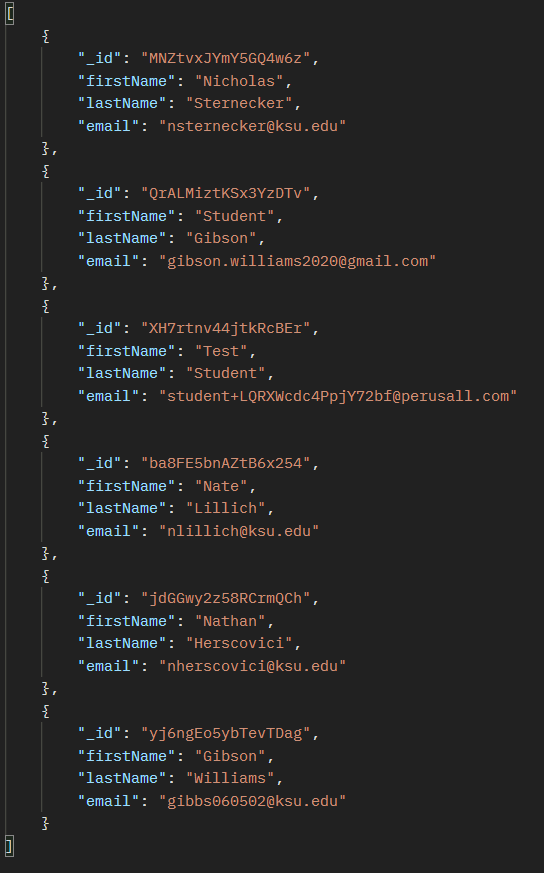 [
{
"_id": "MNZtvxJYmY5GQ4w6z",
"firstName": "Nicholas",
"lastName": "Sternecker",
"email": "nsternecker@ksu.edu"
},
{
"_id": "QrALMiztKSx3YzDTv",
"firstName": "Student",
"lastName": "Gibson",
"email": "gibson.williams2020@gmail.com"
},
{
"_id": "XH7rtnv44jtkRcBEr",
"firstName": "Test",
"lastName": "Student",
"email": "student+LQRXWcdc4PpjY72bf@perusall.com"
},
{
"_id": "ba8FE5bnAZtB6x254",
"firstName": "Nate",
"lastName": "Lillich",
"email": "nlillich@ksu.edu"
},
{
"_id": "jdGGwy2z58RCrmQCh",
"firstName": "Nathan",
"lastName": "Herscovici",
"email": "nherscovici@ksu.edu"
},
{
"_id": "yj6ngEo5ybTevTDag",
"firstName": "Gibson",
"lastName": "Williams",
"email": "gibbs060502@ksu.edu"
}
]